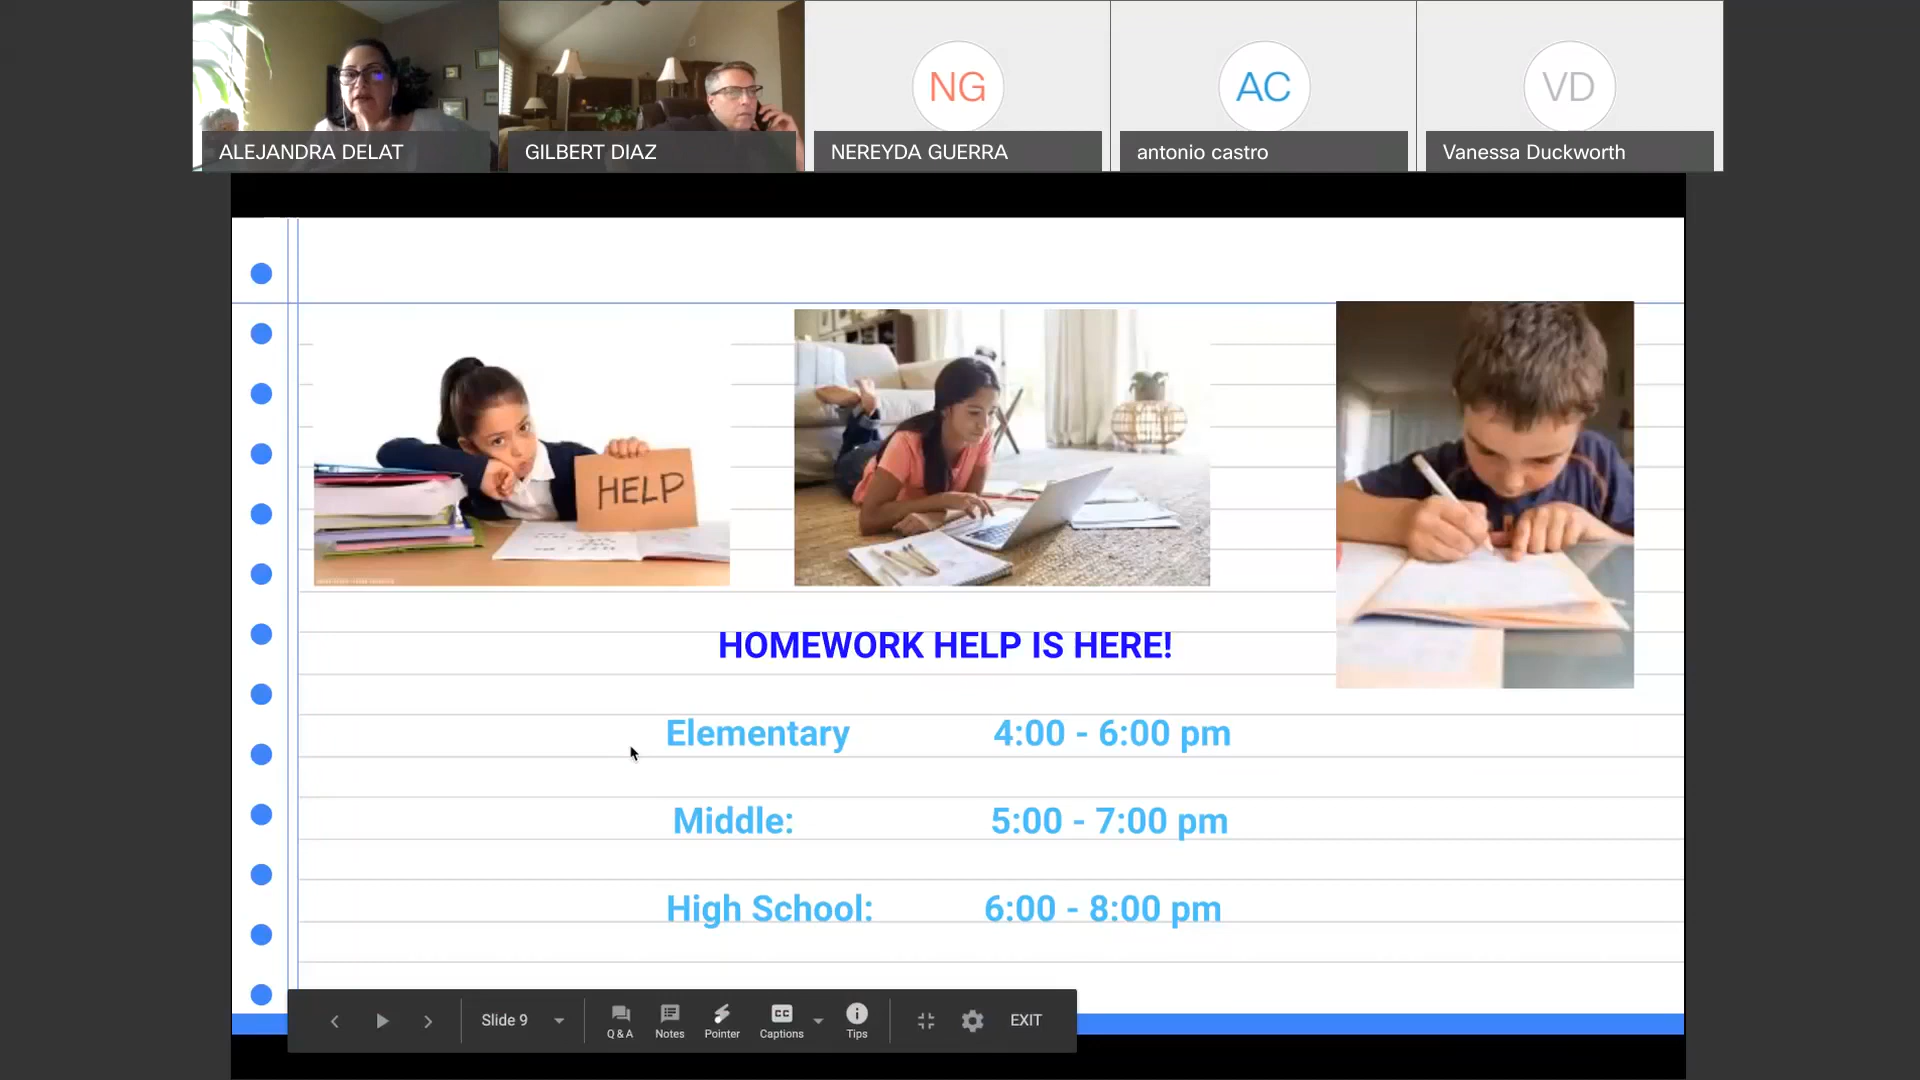 NG
AC
VD
ALEJANDRA DELAT
GILBERT DIAZ
NEREYDA GUERRA
antonio castro
Vanessa Duckworth
HELP
HOMEWORK HELP IS HERE!
Elementary 4:00 - 6:00 pm
Middle: 5:00 - 7:00 pm
High School: 6:00 - 8:00 pm
Slide 9
Q & A
Notes
Pointer
CC
Captions
Tips
EXIT